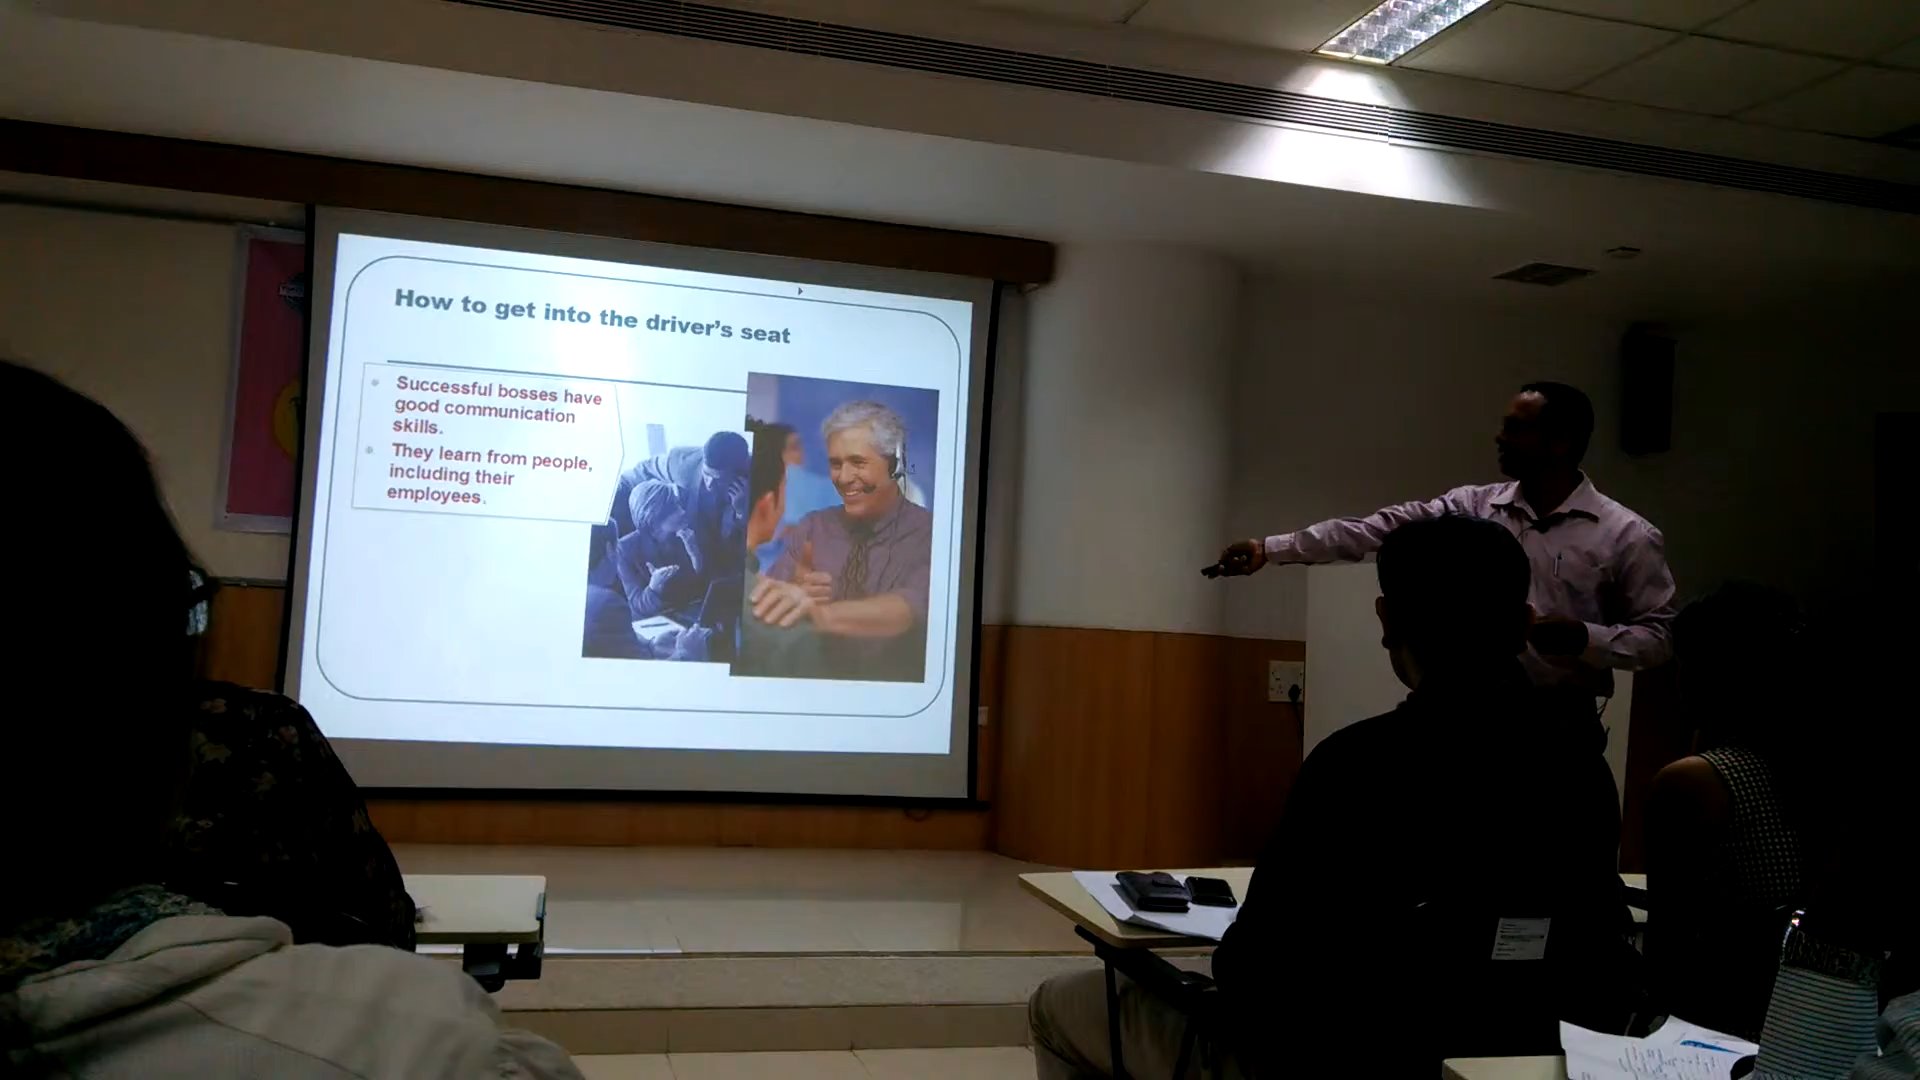 How to get into the driver's seat
Successful bosses have
good communication
skills.
They learn from people,
including their
employees.